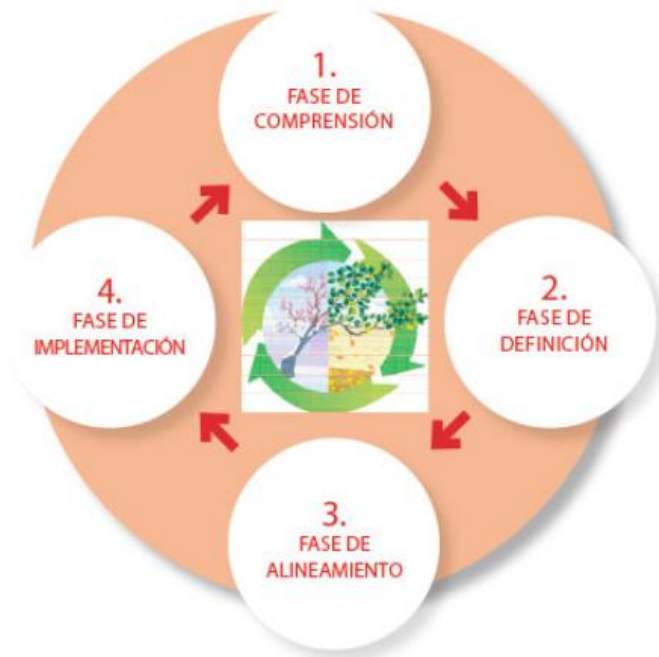 1.
FASE DE
COMPRENSIÓN
2.
FASE DE
DEFINICIÓN
3.
FASE DE
ALINEAMIENTO
4.
FASE DE
IMPLEMENTACIÓN